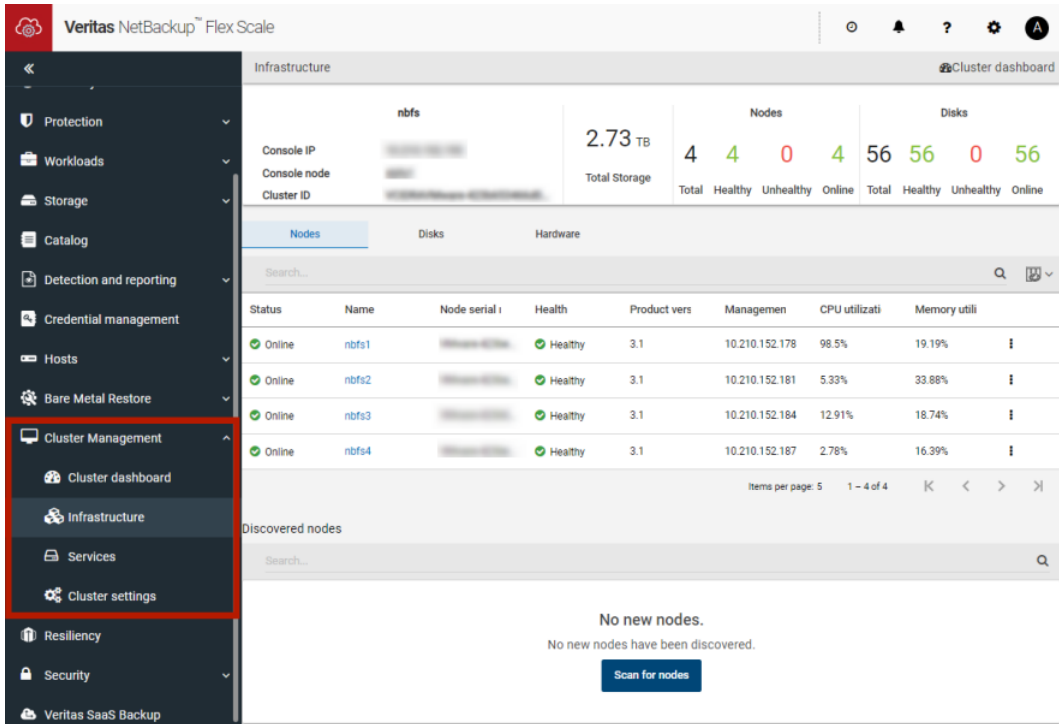 Veritas NetBackup™ Flex Scale
A
Infrastructure
Cluster dashboard
Protection
Workloads
Storage
Catalog
Detection and reporting
Credential management
Hosts
Bare Metal Restore
Cluster Management
Cluster dashboard
Infrastructure
Services
Cluster settings
Resiliency
Security
Veritas SaaS Backup
nbfs
Console IP
Console node
Cluster ID
2.73 TB
Total Storage
Nodes
4 4 0 4
Total Healthy Unhealthy Online
Disks
56 56 0 56
Total Healthy Unhealthy Online
Nodes Disks Hardware
Search...
Status Name Node serial Health Product vers Managemen CPU utilizati Memory utili
Online nbfs1 Healthy 3.1 10.210.152.178 98.5% 19.19%
Online nbfs2 Healthy 3.1 10.210.152.181 5.33% 33.88%
Online nbfs3 Healthy 3.1 10.210.152.184 12.91% 18.74%
Online nbfs4 Healthy 3.1 10.210.152.187 2.78% 16.39%
Items per page: 5 1 – 4 of 4
Discovered nodes
Search...
No new nodes.
No new nodes have been discovered.
Scan for nodes